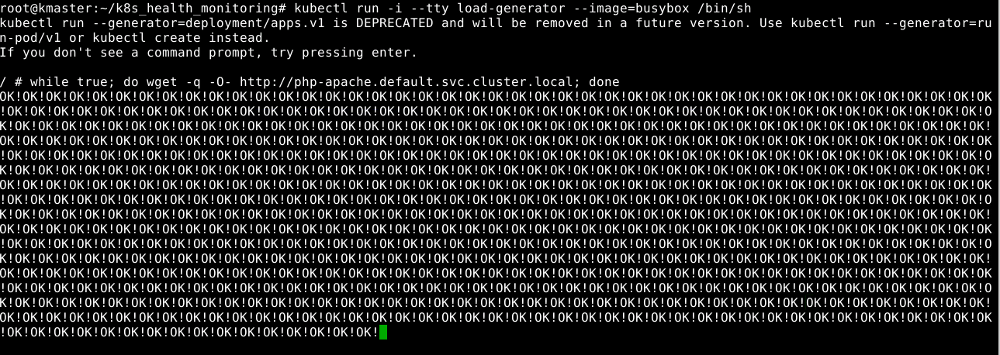 root@kmaster:~/k8s_health_monitoring# kubectl run -i --tty load-generator --image=busybox /bin/sh
kubectl run --generator=deployment/apps.v1 is DEPRECATED and will be removed in a future version. Use kubectl run --generator=ru
n-pod/v1 or kubectl create instead.
If you don't see a command prompt, try pressing enter.
/ # while true; do wget -q -O- http://php-apache.default.svc.cluster.local; done
OK!OK!OK!OK!OK!OK!OK!OK!OK!OK!OK!OK!OK!OK!OK!OK!OK!OK!OK!OK!OK!OK!OK!OK!OK!OK!OK!OK!OK!OK!OK!OK!OK!OK!OK!OK!OK!OK!OK!OK!OK!OK!OK
!OK!OK!OK!OK!OK!OK!OK!OK!OK!OK!OK!OK!OK!OK!OK!OK!OK!OK!OK!OK!OK!OK!OK!OK!OK!OK!OK!OK!OK!OK!OK!OK!OK!OK!OK!OK!OK!OK!OK!OK!OK!OK!O
K!OK!OK!OK!OK!OK!OK!OK!OK!OK!OK!OK!OK!OK!OK!OK!OK!OK!OK!OK!OK!OK!OK!OK!OK!OK!OK!OK!OK!OK!OK!OK!OK!OK!OK!OK!OK!OK!OK!OK!OK!OK!OK!
OK!OK!OK!OK!OK!OK!OK!OK!OK!OK!OK!OK!OK!OK!OK!OK!OK!OK!OK!OK!OK!OK!OK!OK!OK!OK!OK!OK!OK!OK!OK!OK!OK!OK!OK!OK!OK!OK!OK!OK!OK!OK!OK
!OK!OK!OK!OK!OK!OK!OK!OK!OK!OK!OK!OK!OK!OK!OK!OK!OK!OK!OK!OK!OK!OK!OK!OK!OK!OK!OK!OK!OK!OK!OK!OK!OK!OK!OK!OK!OK!OK!OK!OK!OK!OK!O
K!OK!OK!OK!OK!OK!OK!OK!OK!OK!OK!OK!OK!OK!OK!OK!OK!OK!OK!OK!OK!OK!OK!OK!OK!OK!OK!OK!OK!OK!OK!OK!OK!OK!OK!OK!OK!OK!OK!OK!OK!OK!OK!
OK!OK!OK!OK!OK!OK!OK!OK!OK!OK!OK!OK!OK!OK!OK!OK!OK!OK!OK!OK!OK!OK!OK!OK!OK!OK!OK!OK!OK!OK!OK!OK!OK!OK!OK!OK!OK!OK!OK!OK!OK!OK!OK
!OK!OK!OK!OK!OK!OK!OK!OK!OK!OK!OK!OK!OK!OK!OK!OK!OK!OK!OK!OK!OK!OK!OK!OK!OK!OK!OK!OK!OK!OK!OK!OK!OK!OK!OK!OK!OK!OK!OK!OK!OK!OK!O
K!OK!OK!OK!OK!OK!OK!OK!OK!OK!OK!OK!OK!OK!OK!OK!OK!OK!OK!OK!OK!OK!OK!OK!OK!OK!OK!OK!OK!OK!OK!OK!OK!OK!OK!OK!OK!OK!OK!OK!OK!OK!OK!
OK!OK!OK!OK!OK!OK!OK!OK!OK!OK!OK!OK!OK!OK!OK!OK!OK!OK!OK!OK!OK!OK!OK!OK!OK!OK!OK!OK!OK!OK!OK!OK!OK!OK!OK!OK!OK!OK!OK!OK!OK!OK!OK
!OK!OK!OK!OK!OK!OK!OK!OK!OK!OK!OK!OK!OK!OK!OK!OK!OK!OK!OK!OK!OK!OK!OK!OK!OK!OK!OK!OK!OK!OK!OK!OK!OK!OK!OK!OK!OK!OK!OK!OK!OK!OK!O
K!OK!OK!OK!OK!OK!OK!OK!OK!OK!OK!OK!OK!OK!OK!OK!OK!OK!OK!OK!OK!OK!OK!OK!OK!OK!OK!OK!OK!OK!OK!OK!OK!OK!OK!OK!OK!OK!OK!OK!OK!OK!OK!
OK!OK!OK!OK!OK!OK!OK!OK!OK!OK!OK!OK!OK!OK!OK!OK!OK!OK!OK!OK!OK!OK!OK!OK!OK!OK!OK!OK!OK!OK!OK!OK!OK!OK!OK!OK!OK!OK!OK!OK!OK!OK!OK
!OK!OK!OK!OK!OK!OK!OK!OK!OK!OK!OK!OK!OK!OK!OK!OK!OK!OK!OK!OK!OK!OK!OK!OK!OK!OK!OK!OK!OK!OK!OK!OK!OK!OK!OK!OK!OK!OK!OK!OK!OK!OK!O
K!OK!OK!OK!OK!OK!OK!OK!OK!OK!OK!OK!OK!OK!OK!OK!OK!OK!OK!OK!OK!OK!OK!OK!OK!OK!OK!OK!OK!OK!OK!OK!OK!OK!OK!OK!OK!OK!OK!OK!OK!OK!OK!
OK!OK!OK!OK!OK!OK!OK!OK!OK!OK!OK!OK!OK!OK!OK!OK!OK!OK!OK!OK!OK!OK!OK!OK!OK!OK!OK!OK!OK!OK!OK!OK!OK!OK!OK!OK!OK!OK!OK!OK!OK!OK!OK
!OK!OK!OK!OK!OK!OK!OK!OK!OK!OK!OK!OK!OK!OK!OK!OK!